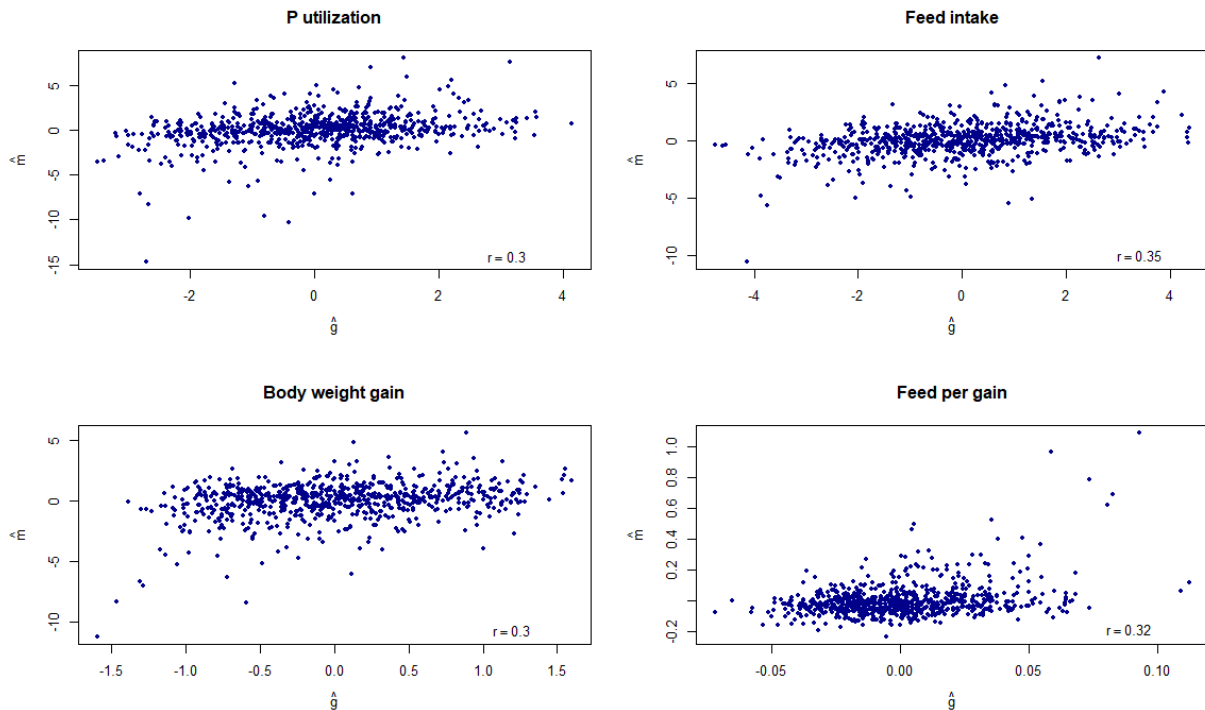 P utilization
5
0
-5
-10
-15
m̂
r = 0.3
-2 0 2 4
ĝ
Feed intake
5
0
-5
-10
m̂
r = 0.35
-4 -2 0 2 4
ĝ
Body weight gain
5
0
-5
-10
m̂
r = 0.3
-1.5 -1.0 -0.5 0.0 0.5 1.0 1.5
ĝ
Feed per gain
1.0
0.8
0.6
0.4
0.2
-0.2
m̂
r = 0.32
-0.05 0.00 0.05 0.10
ĝ